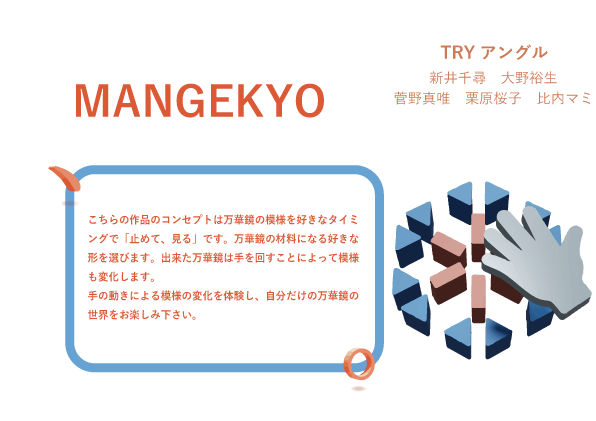 TRY アングル
新井千尋　大野裕生
菅野真唯　栗原桜子　比内マミ
MANGEKYO
こちらの作品のコンセプトは万華鏡の模様を好きなタイミ
ングで「止めて、見る」です。万華鏡の材料になる好きな
形を選びます。出来た万華鏡は手を回すことによって模様
も変化します。
手の動きによる模様の変化を体験し、自分だけの万華鏡の
世界をお楽しみ下さい。